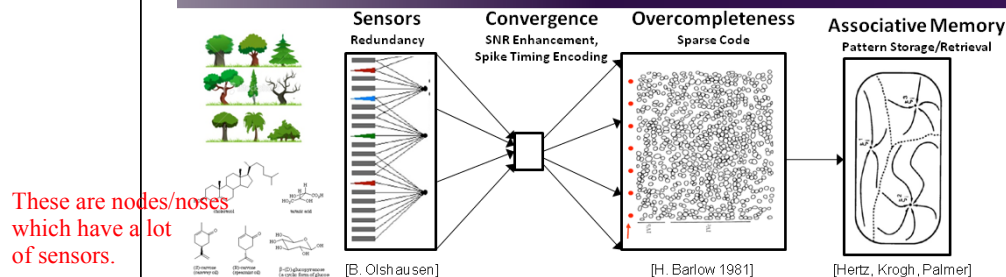 Sensors
Redundancy
Convergence
SNR Enhancement,
Spike Timing Encoding
Overcompleteness
Sparse Code
Associative Memory
Pattern Storage/Retrieval
These are nodes/noses
which have a lot
of sensors.
[B. Olshausen]
[H. Barlow 1981]
[Hertz, Krogh, Palmer]